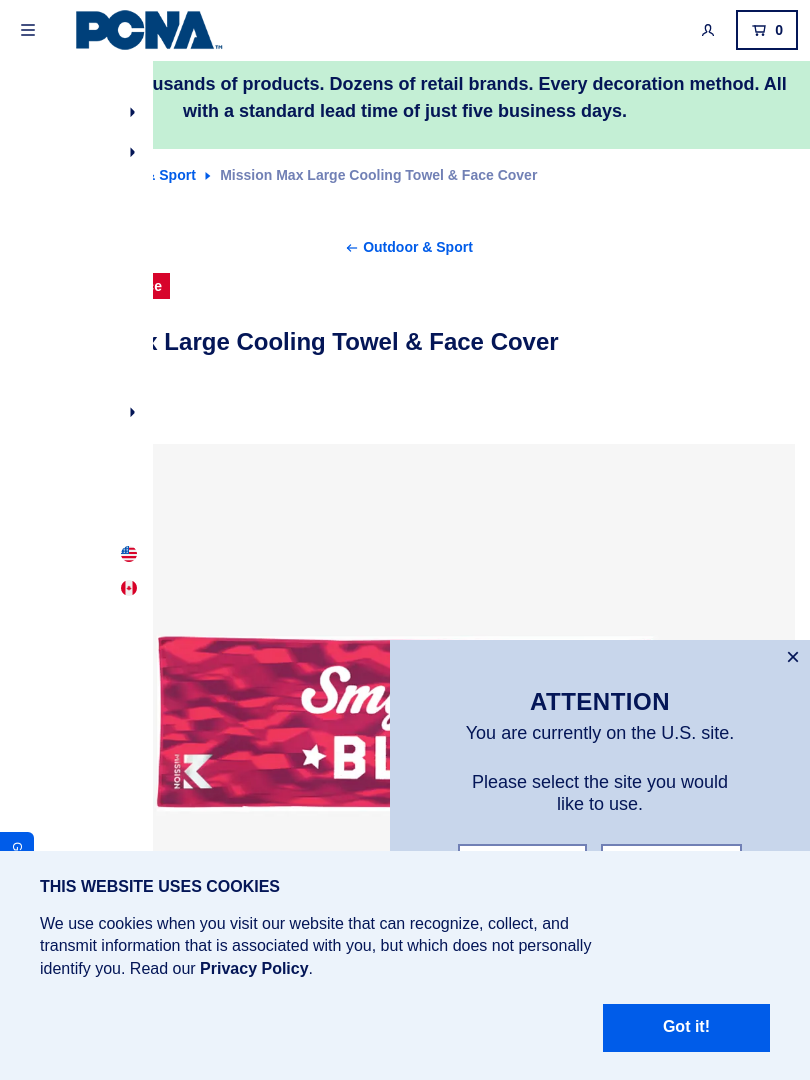 PCNA™
0
usands of products. Dozens of retail brands. Every decoration method. All
with a standard lead time of just five business days.
& Sport
Mission Max Large Cooling Towel & Face Cover
Outdoor & Sport
Large Cooling Towel & Face Cover
MISSION
ATTENTION
You are currently on the U.S. site.
Please select the site you would
like to use.
THIS WEBSITE USES COOKIES
We use cookies when you visit our website that can recognize, collect, and
transmit information that is associated with you, but which does not personally
identify you. Read our Privacy Policy.
Got it!